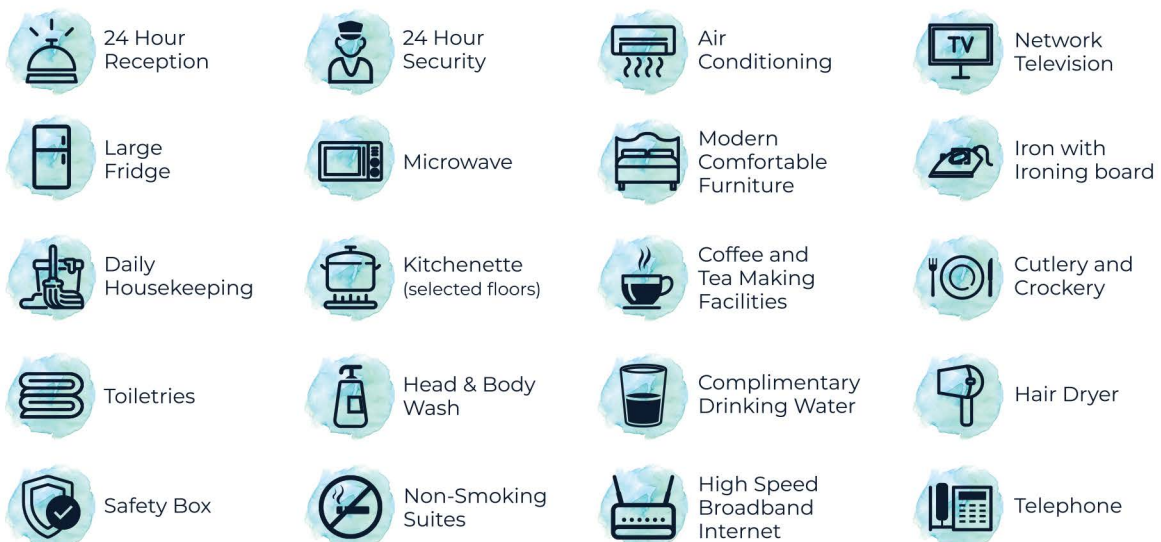 24 Hour
Reception
24 Hour
Security
Air
Conditioning
TV
Network
Television
Large
Fridge
Microwave
Modern
Comfortable
Furniture
Iron with
Ironing board
Daily
Housekeeping
Kitchenette
(selected floors)
Coffee and
Tea Making
Facilities
Cutlery and
Crockery
Toiletries
Head & Body
Wash
Complimentary
Drinking Water
Hair Dryer
Safety Box
Non-Smoking
Suites
High Speed
Broadband
Internet
Telephone